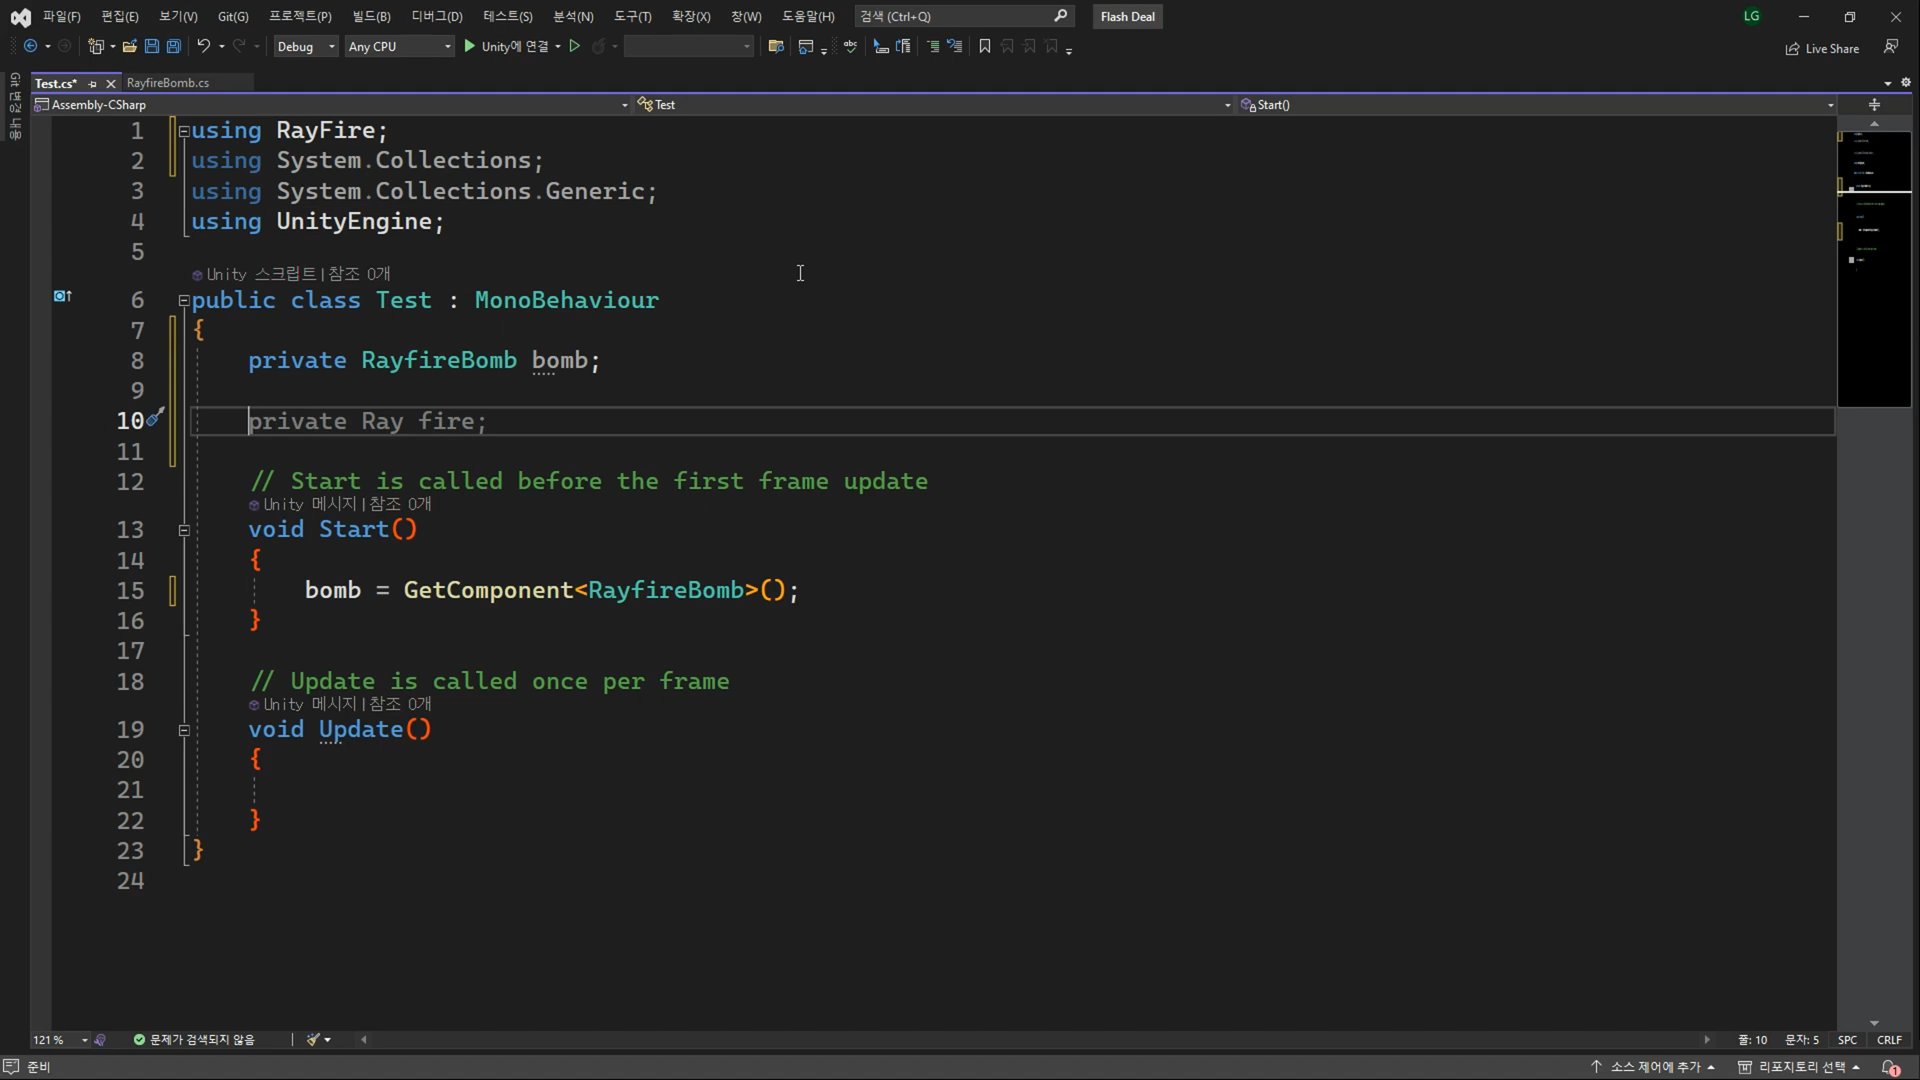 파일(F) 편집(E) 보기(V) Git(G) 프로젝트(P) 빌드(B) 디버그(D) 테스트(S) 분석(N) 도구(T) 확장(X) 창(W) 도움말(H) 검색 (Ctrl+Q) Flash Deal LG
Debug Any CPU Unity에 연결 Live Share
Git 변경 내용
Test.cs* RayfireBomb.cs
Assembly-CSharp Test Start()
1 using RayFire;
2 using System.Collections;
3 using System.Collections.Generic;
4 using UnityEngine;
5
Unity 스크립트|참조 0개
6 public class Test : MonoBehaviour
7 {
8 private RayfireBomb bomb;
9
10 private Ray fire;
11
12 // Start is called before the first frame update
Unity 메시지|참조 0개
13 void Start()
14 {
15 bomb = GetComponent<RayfireBomb>();
16 }
17
18 // Update is called once per frame
Unity 메시지|참조 0개
19 void Update()
20 {
21
22 }
23 }
24
121 % 문제가 검색되지 않음 줄: 10 문자: 5 SPC CRLF
준비 소스 제어에 추가 리포지토리 선택 1